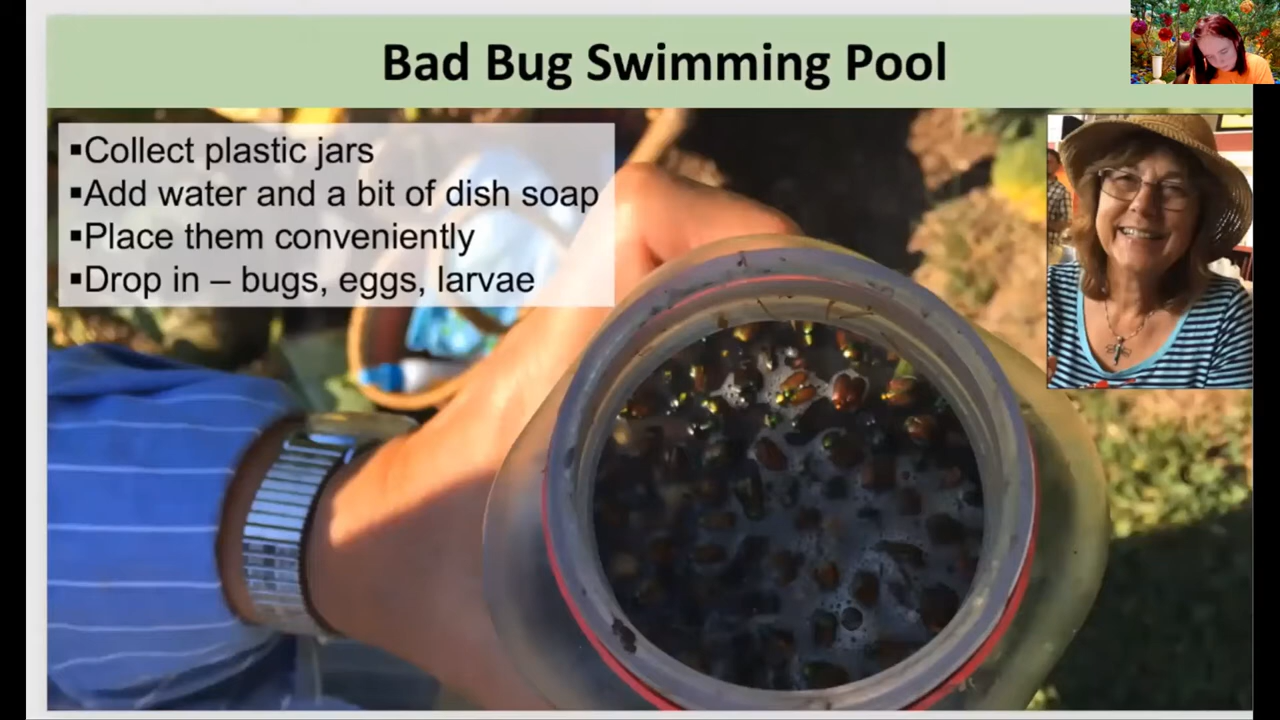 Bad Bug Swimming Pool
▪Collect plastic jars
▪Add water and a bit of dish soap
▪Place them conveniently
▪Drop in – bugs, eggs, larvae